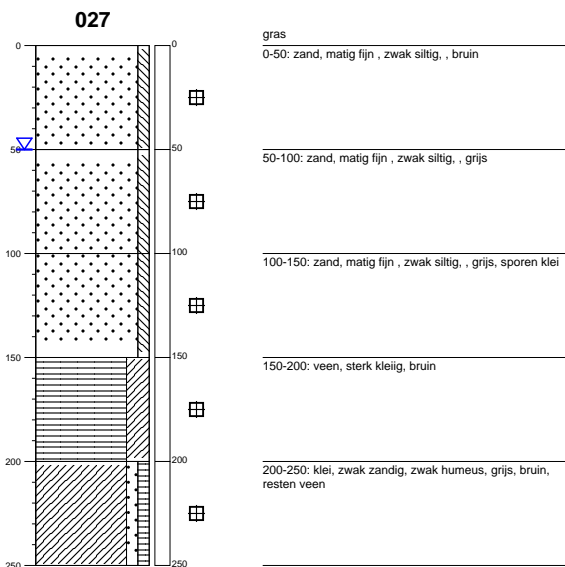 027
gras
0
0
0-50: zand, matig fijn , zwak siltig, , bruin
50
50
50-100: zand, matig fijn , zwak siltig, , grijs
100
100
100-150: zand, matig fijn , zwak siltig, , grijs, sporen klei
150
150
150-200: veen, sterk kleiig, bruin
200
200
200-250: klei, zwak zandig, zwak humeus, grijs, bruin,
resten veen
250
250